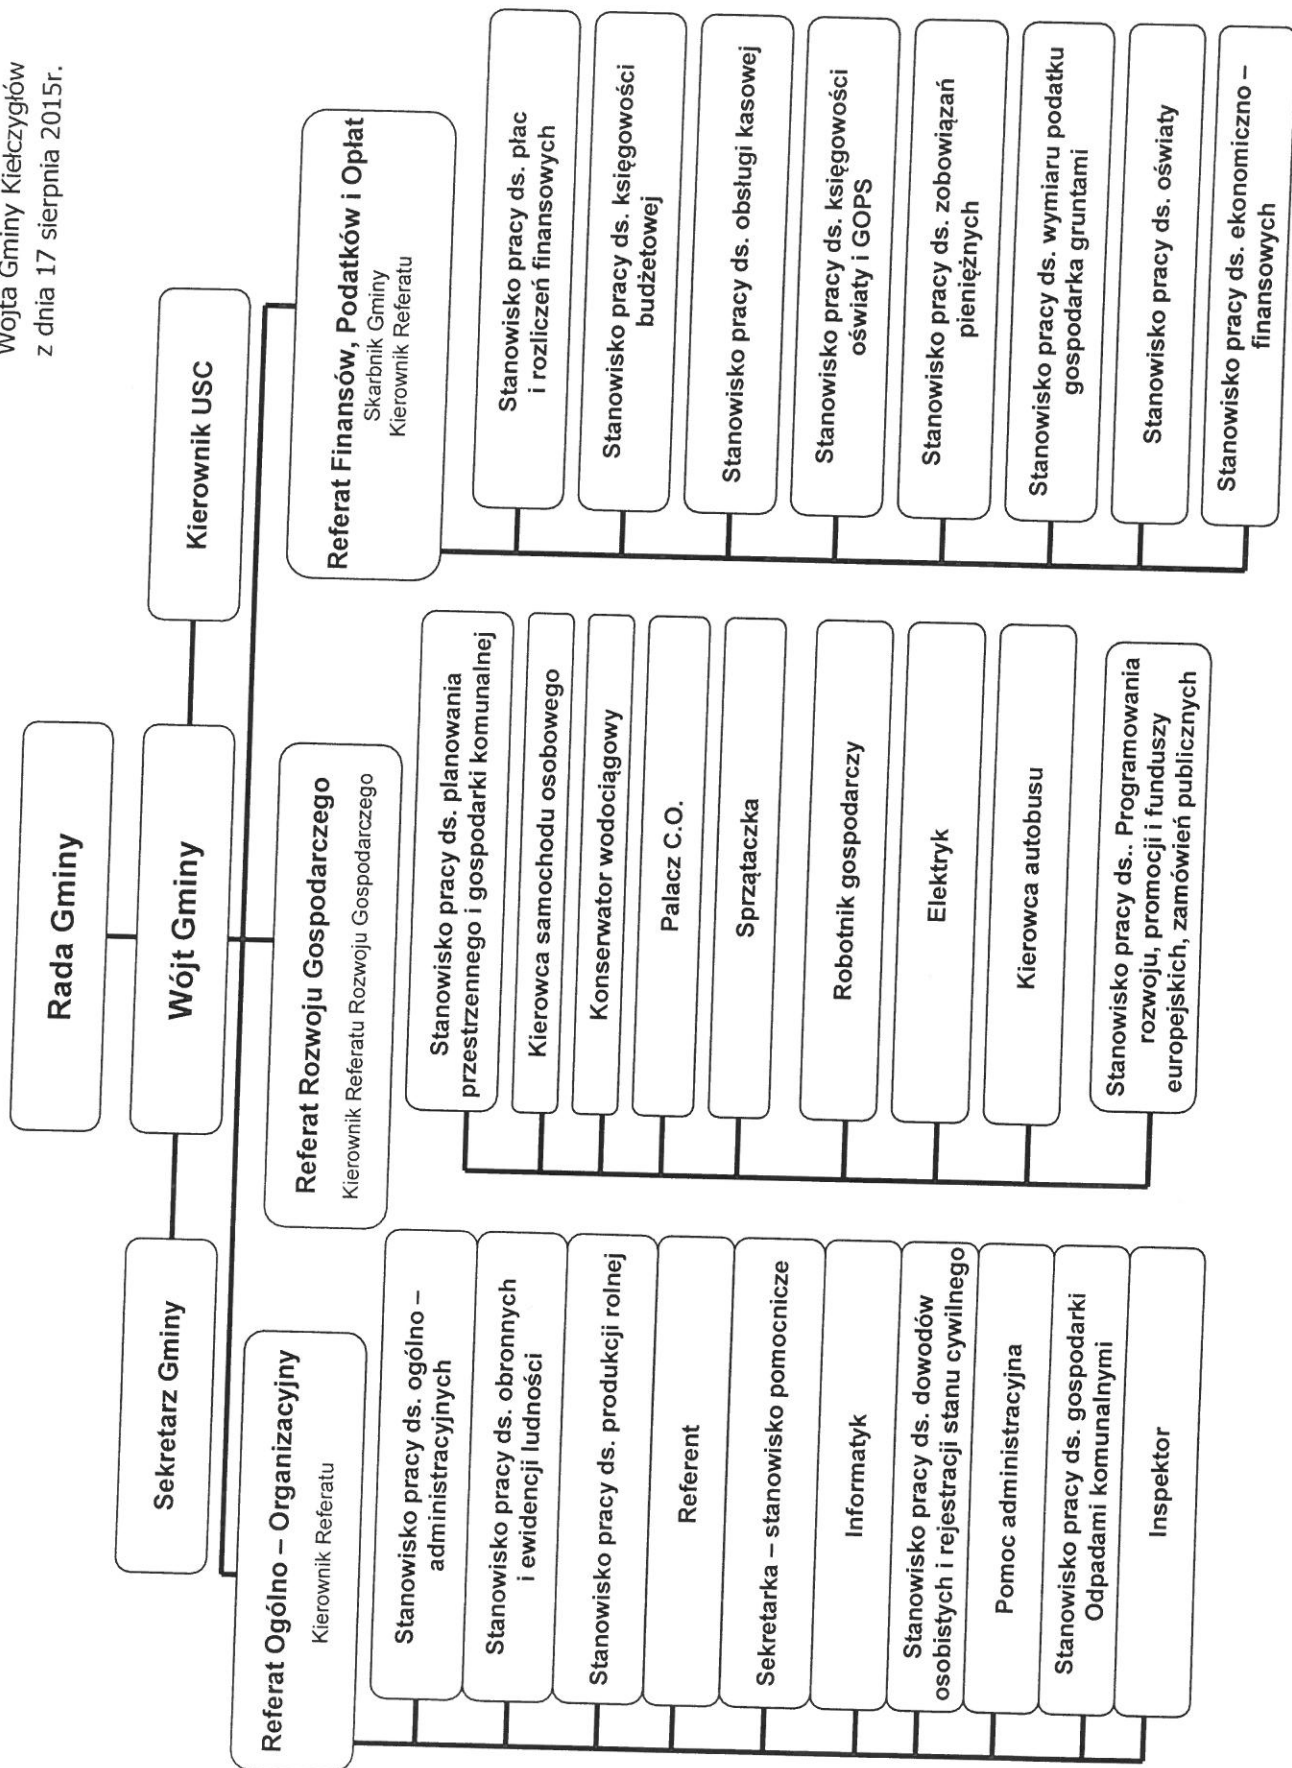 Wójta Gminy Kiełczygłów
z dnia 17 sierpnia 2015r.
Rada Gminy
Sekretarz Gminy
Wójt Gminy
Kierownik USC
Referat Ogólno – Organizacyjny
Kierownik Referatu
Stanowisko pracy ds. ogólno –
administracyjnych
Stanowisko pracy ds. obronnych
i ewidencji ludności
Stanowisko pracy ds. produkcji rolnej
Referent
Sekretarka – stanowisko pomocnicze
Informatyk
Stanowisko pracy ds. dowodów
osobistych i rejestracji stanu cywilnego
Pomoc administracyjna
Stanowisko pracy ds. gospodarki
Odpadami komunalnymi
Inspektor
Referat Rozwoju Gospodarczego
Kierownik Referatu Rozwoju Gospodarczego
Stanowisko pracy ds. planowania
przestrzennego i gospodarki komunalnej
Kierowca samochodu osobowego
Konserwator wodociągowy
Palacz C.O.
Sprzątaczka
Robotnik gospodarczy
Elektryk
Kierowca autobusu
Stanowisko pracy ds.. Programowania
rozwoju, promocji i funduszy
europejskich, zamówień publicznych
Referat Finansów, Podatków i Opłat
Skarbnik Gminy
Kierownik Referatu
Stanowisko pracy ds. płac
i rozliczeń finansowych
Stanowisko pracy ds. księgowości
budżetowej
Stanowisko pracy ds. obsługi kasowej
Stanowisko pracy ds. księgowości
oświaty i GOPS
Stanowisko pracy ds. zobowiązań
pieniężnych
Stanowisko pracy ds. wymiaru podatku
gospodarka gruntami
Stanowisko pracy ds. oświaty
Stanowisko pracy ds. ekonomiczno –
finansowych